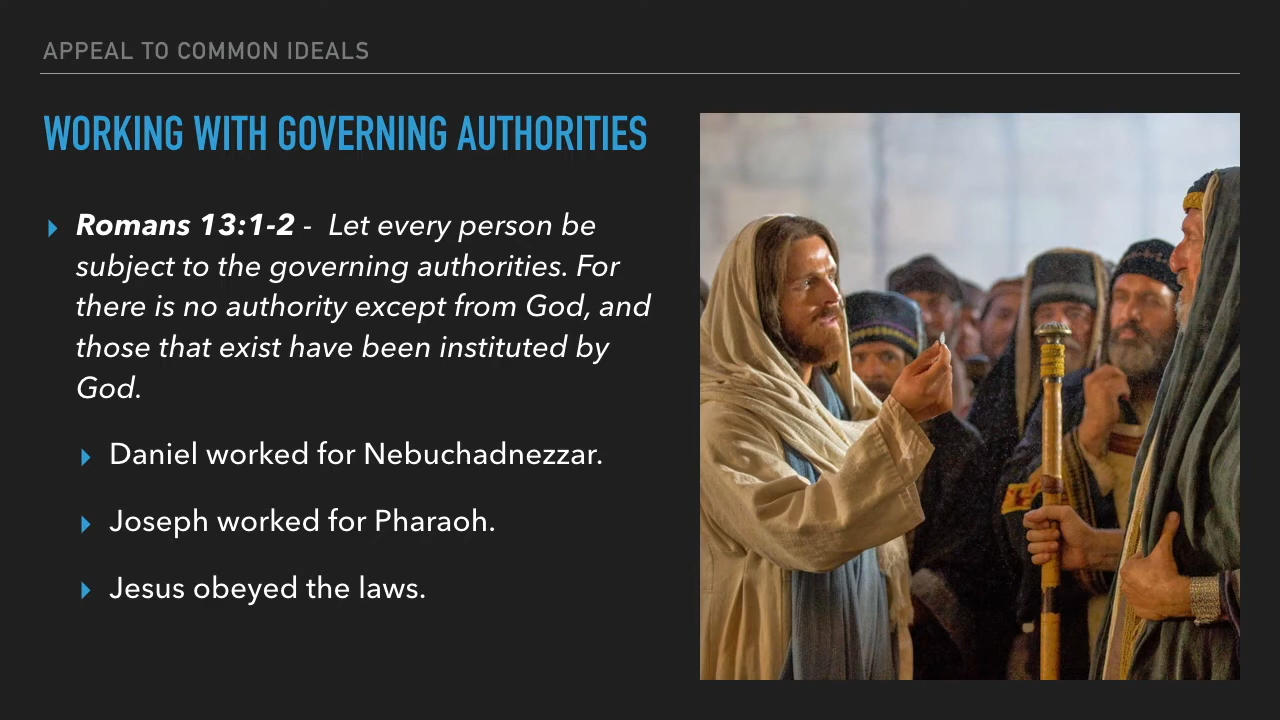 APPEAL TO COMMON IDEALS
WORKING WITH GOVERNING AUTHORITIES
Romans 13:1-2 - Let every person be
subject to the governing authorities. For
there is no authority except from God, and
those that exist have been instituted by
God.
Daniel worked for Nebuchadnezzar.
Joseph worked for Pharaoh.
Jesus obeyed the laws.